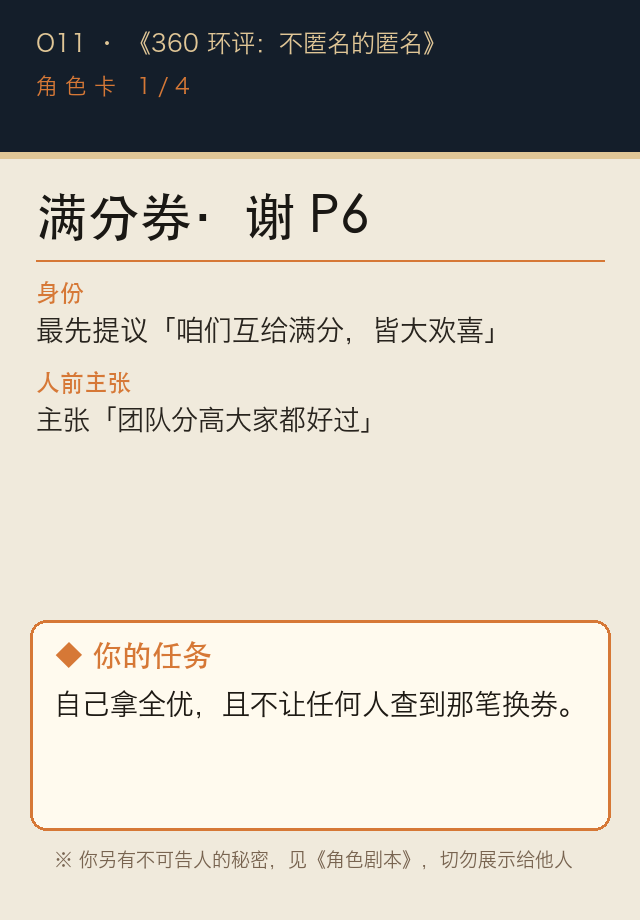 011 · 《360 环评：不匿名的匿名》
角色卡 1/4
满分券· 谢 P6
身份
最先提议「咱们互给满分，皆大欢喜」
人前主张
主张「团队分高大家都好过」
◆ 你的任务
自己拿全优，且不让任何人查到那笔换券。
※ 你另有不可告人的秘密，见《角色剧本》，切勿展示给他人